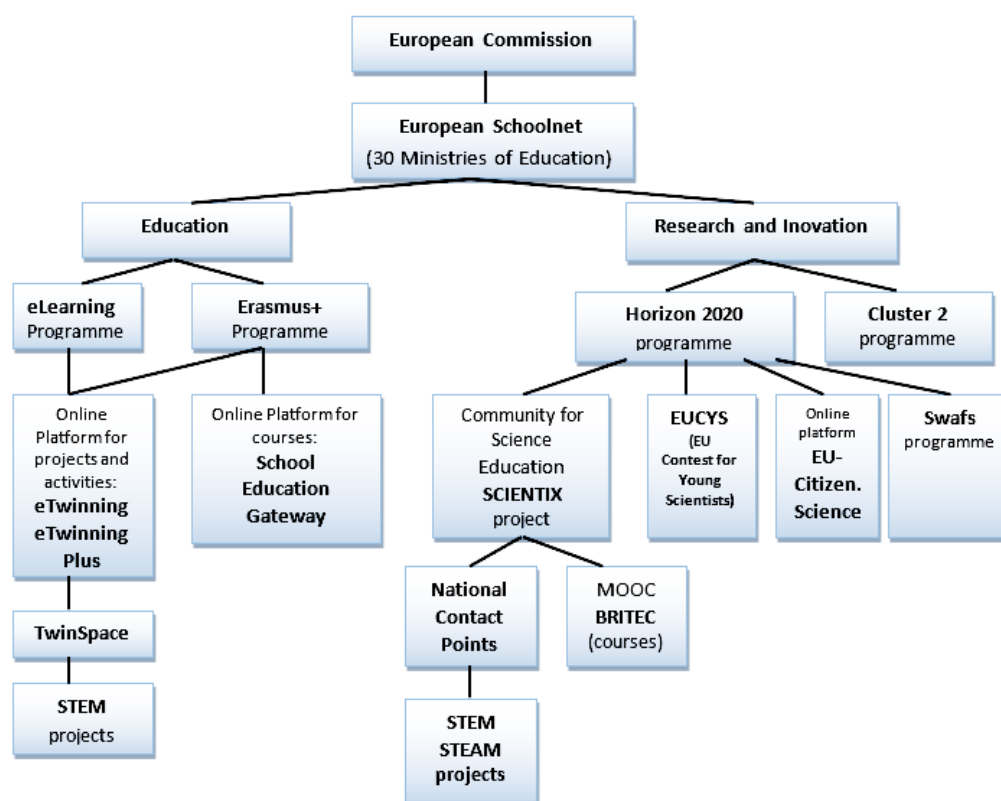 European Commission
European Schoolnet
(30 Ministries of Education)
Education
Research and Inovation
eLearning
Programme
Erasmus+
Programme
Horizon 2020
programme
Cluster 2
programme
Online
Platform for
projects and
activities:
eTwinning
eTwinning
Plus
Online Platform for
courses:
School
Education
Gateway
Community for
Science
Education
SCIENTIX
project
EUCYS
(EU
Contest for
Young
Scientists)
Online
platform
EU-
Citizen.
Science
Swafs
programme
TwinSpace
National
Contact
Points
MOOC
BRITEC
(courses)
STEM
projects
STEM
STEAM
projects